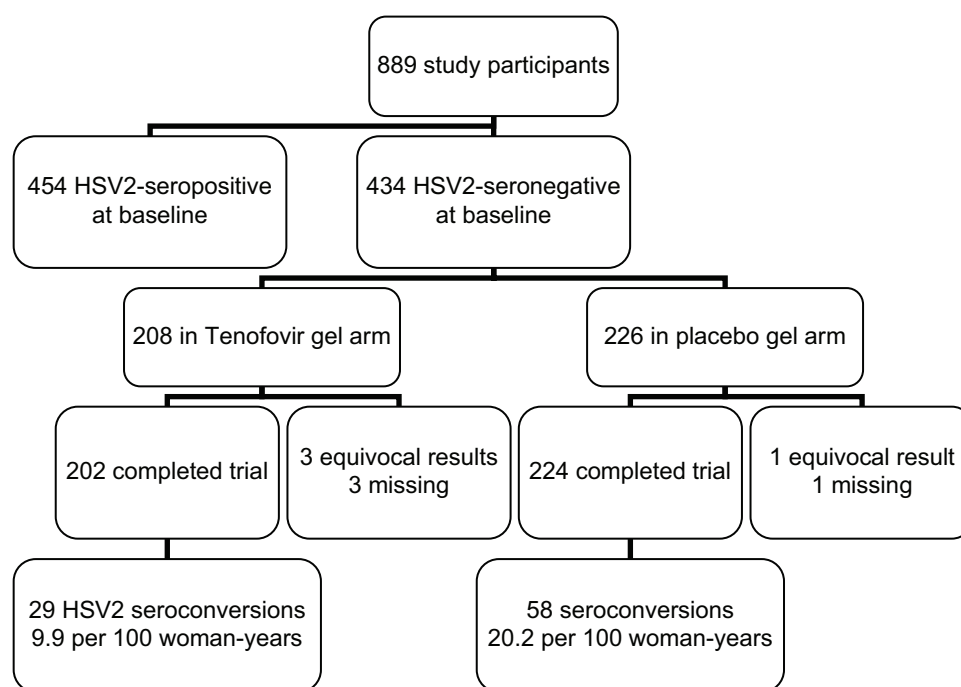 889 study participants
454 HSV2-seropositive
at baseline
434 HSV2-seronegative
at baseline
208 in Tenofovir gel arm
226 in placebo gel arm
202 completed trial
3 equivocal results
3 missing
224 completed trial
1 equivocal result
1 missing
29 HSV2 seroconversions
9.9 per 100 woman-years
58 seroconversions
20.2 per 100 woman-years